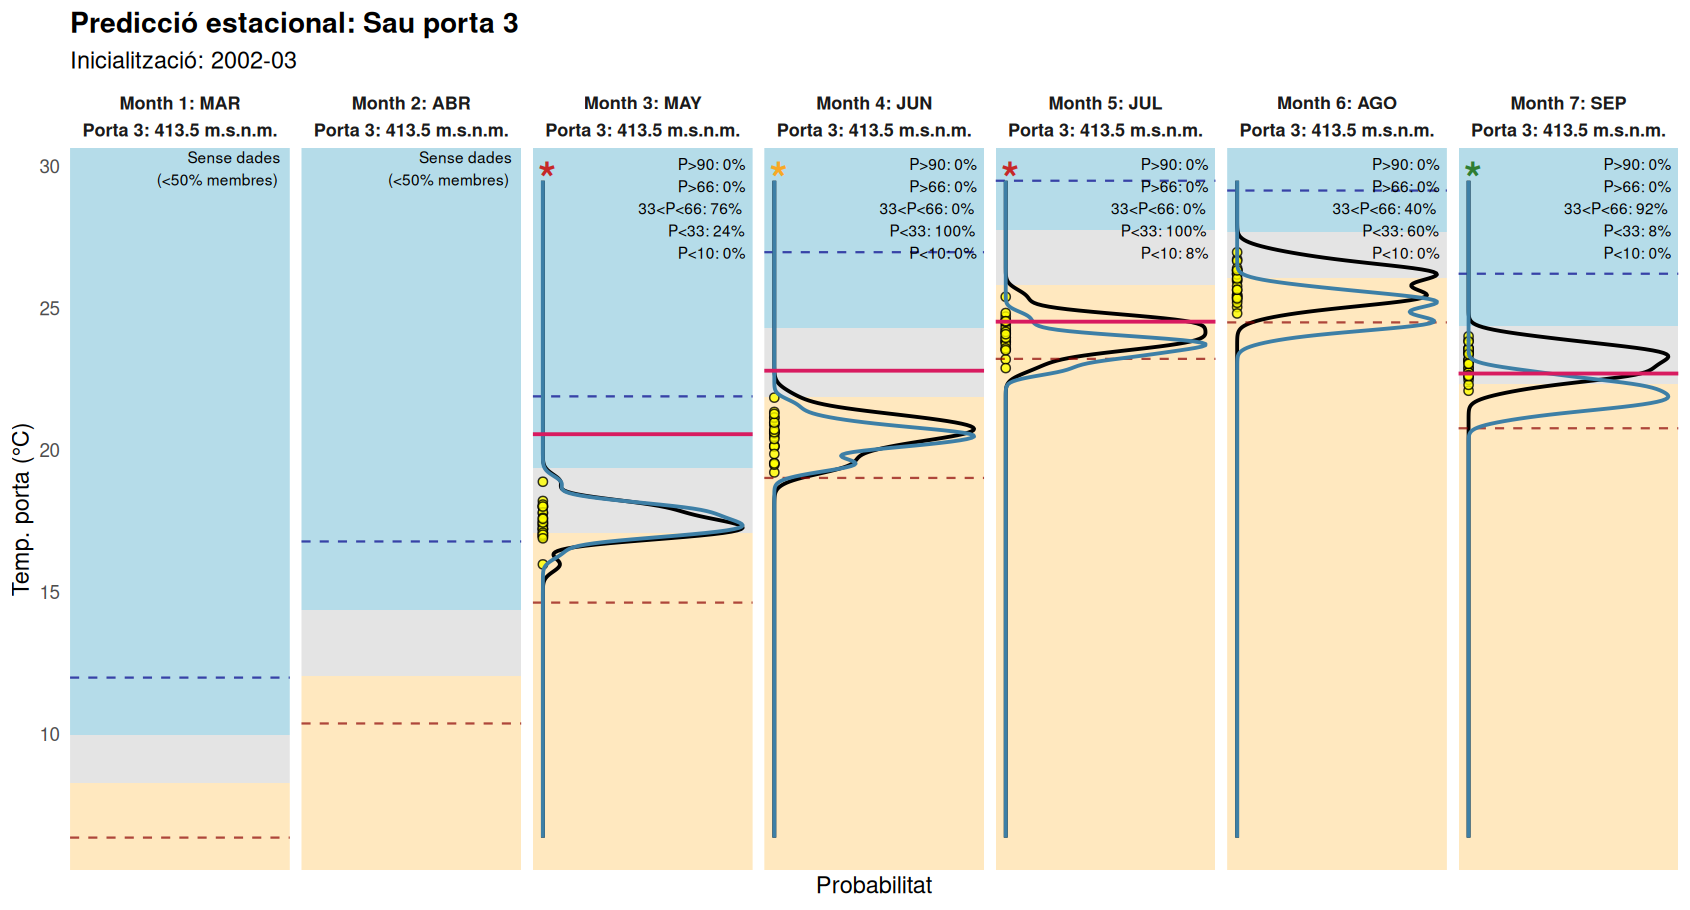 Predicció estacional: Sau porta 3
Inicialització: 2002-03
Month 1: MAR
Porta 3: 413.5 m.s.n.m.
Month 2: ABR
Porta 3: 413.5 m.s.n.m.
Month 3: MAY
Porta 3: 413.5 m.s.n.m.
Month 4: JUN
Porta 3: 413.5 m.s.n.m.
Month 5: JUL
Porta 3: 413.5 m.s.n.m.
Month 6: AGO
Porta 3: 413.5 m.s.n.m.
Month 7: SEP
Porta 3: 413.5 m.s.n.m.
Temp. porta (°C)
30
25
20
15
10
Sense dades
(<50% membres)
Sense dades
(<50% membres)
*
P>90: 0%
P>66: 0%
33<P<66: 76%
P<33: 24%
P<10: 0%
*
P>90: 0%
P>66: 0%
33<P<66: 0%
P<33: 100%
P<10: 0%
*
P>90: 0%
P>66: 0%
33<P<66: 0%
P<33: 100%
P<10: 8%
P>90: 0%
P>66: 0%
33<P<66: 40%
P<33: 60%
P<10: 0%
*
P>90: 0%
P>66: 0%
33<P<66: 92%
P<33: 8%
P<10: 0%
Probabilitat